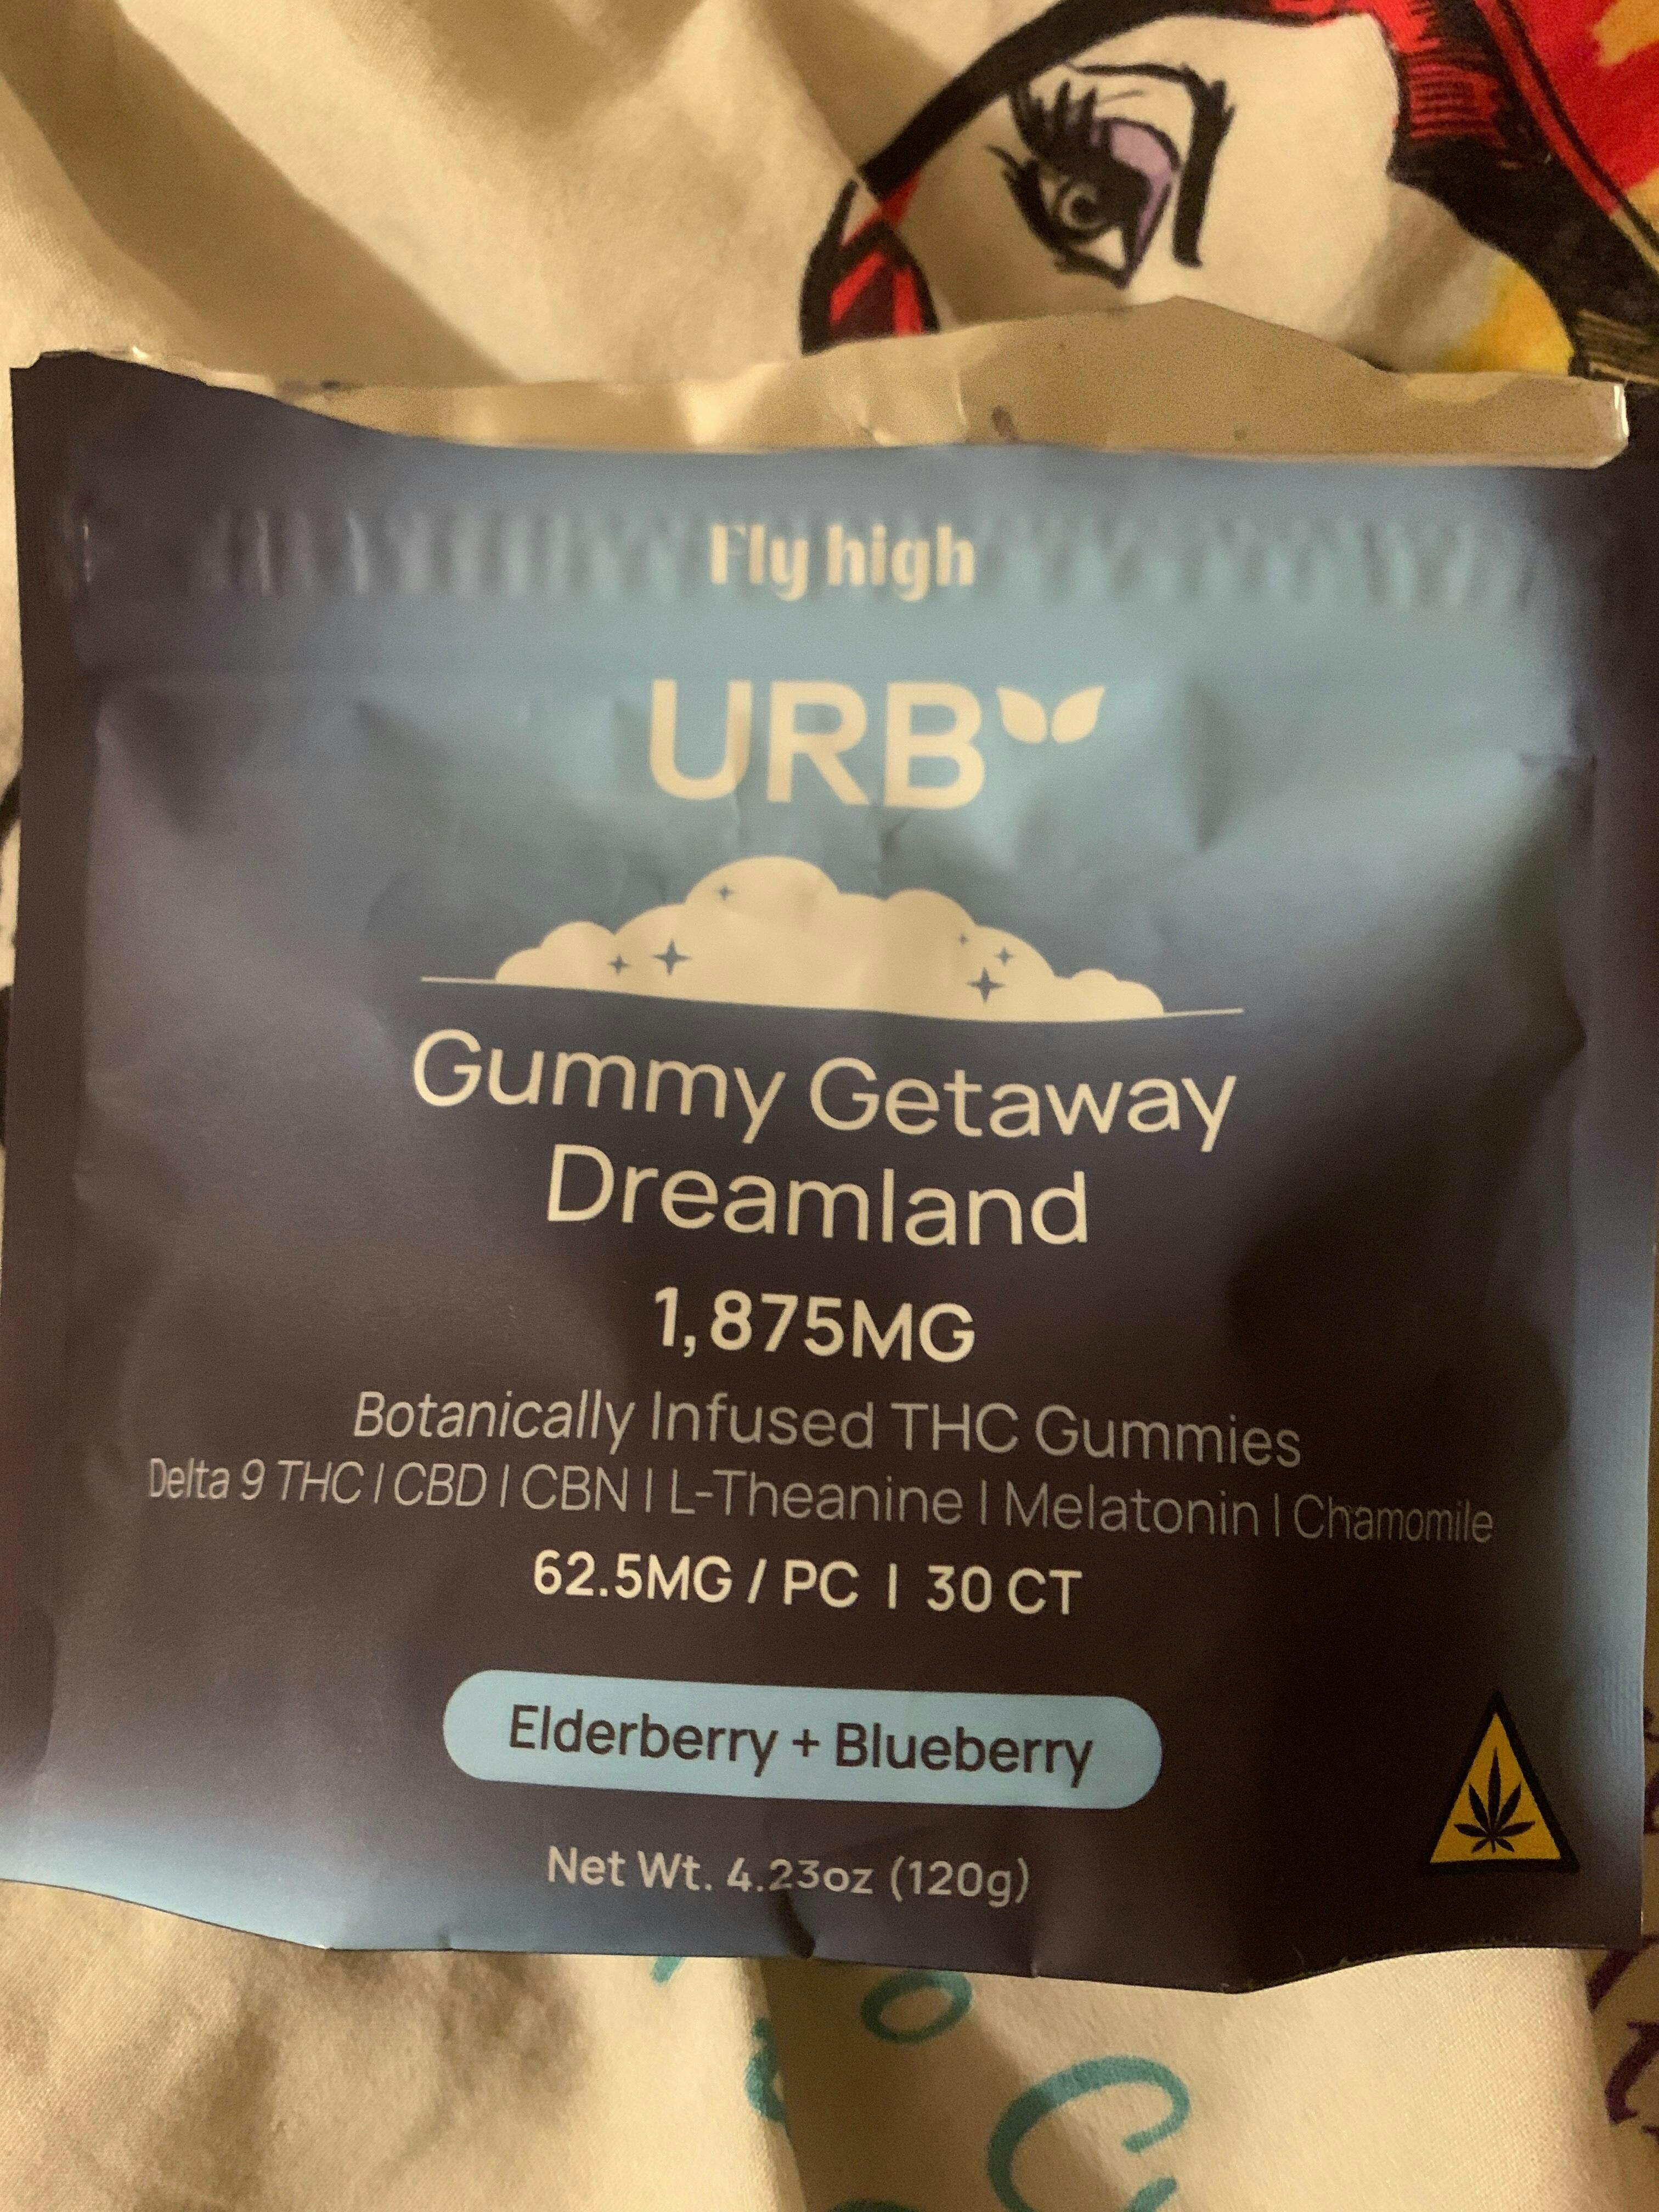 Fly high
URB
Gummy Getaway
Dreamland
1,875MG
Botanically Infused THC Gummies
Delta 9 THC | CBD | CBN | L-Theanine | Melatonin | Chamomile
62.5MG / PC | 30 CT
Elderberry + Blueberry
Net Wt. 4.23oz (120g)